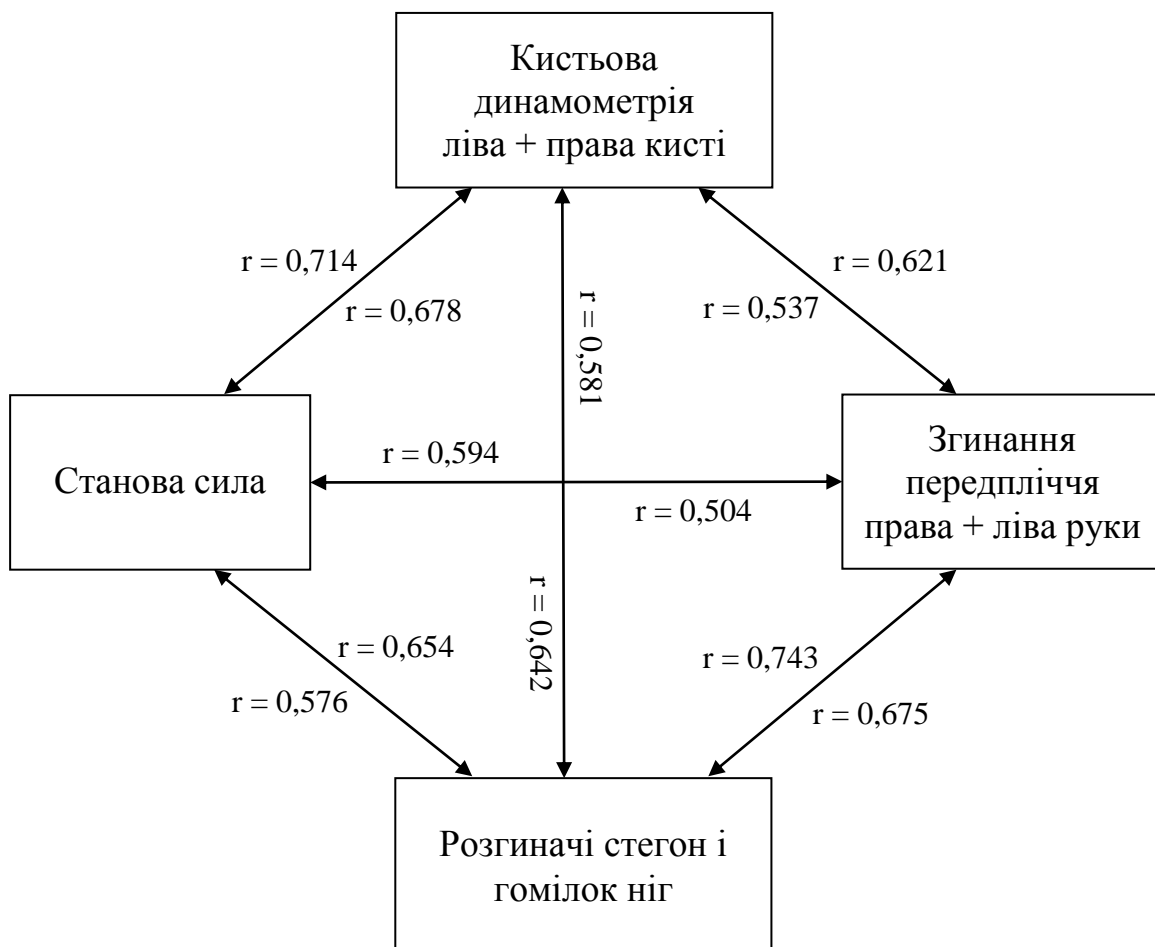 Кистьова
динамометрія
ліва + права кисті
r = 0,714
r = 0,621
r = 0,678
r = 0,537
r = 0,581
Станова сила
r = 0,594
r = 0,504
Згинання
передпліччя
права + ліва руки
r = 0,642
r = 0,654
r = 0,743
r = 0,576
r = 0,675
Розгиначі стегон і
гомілок ніг